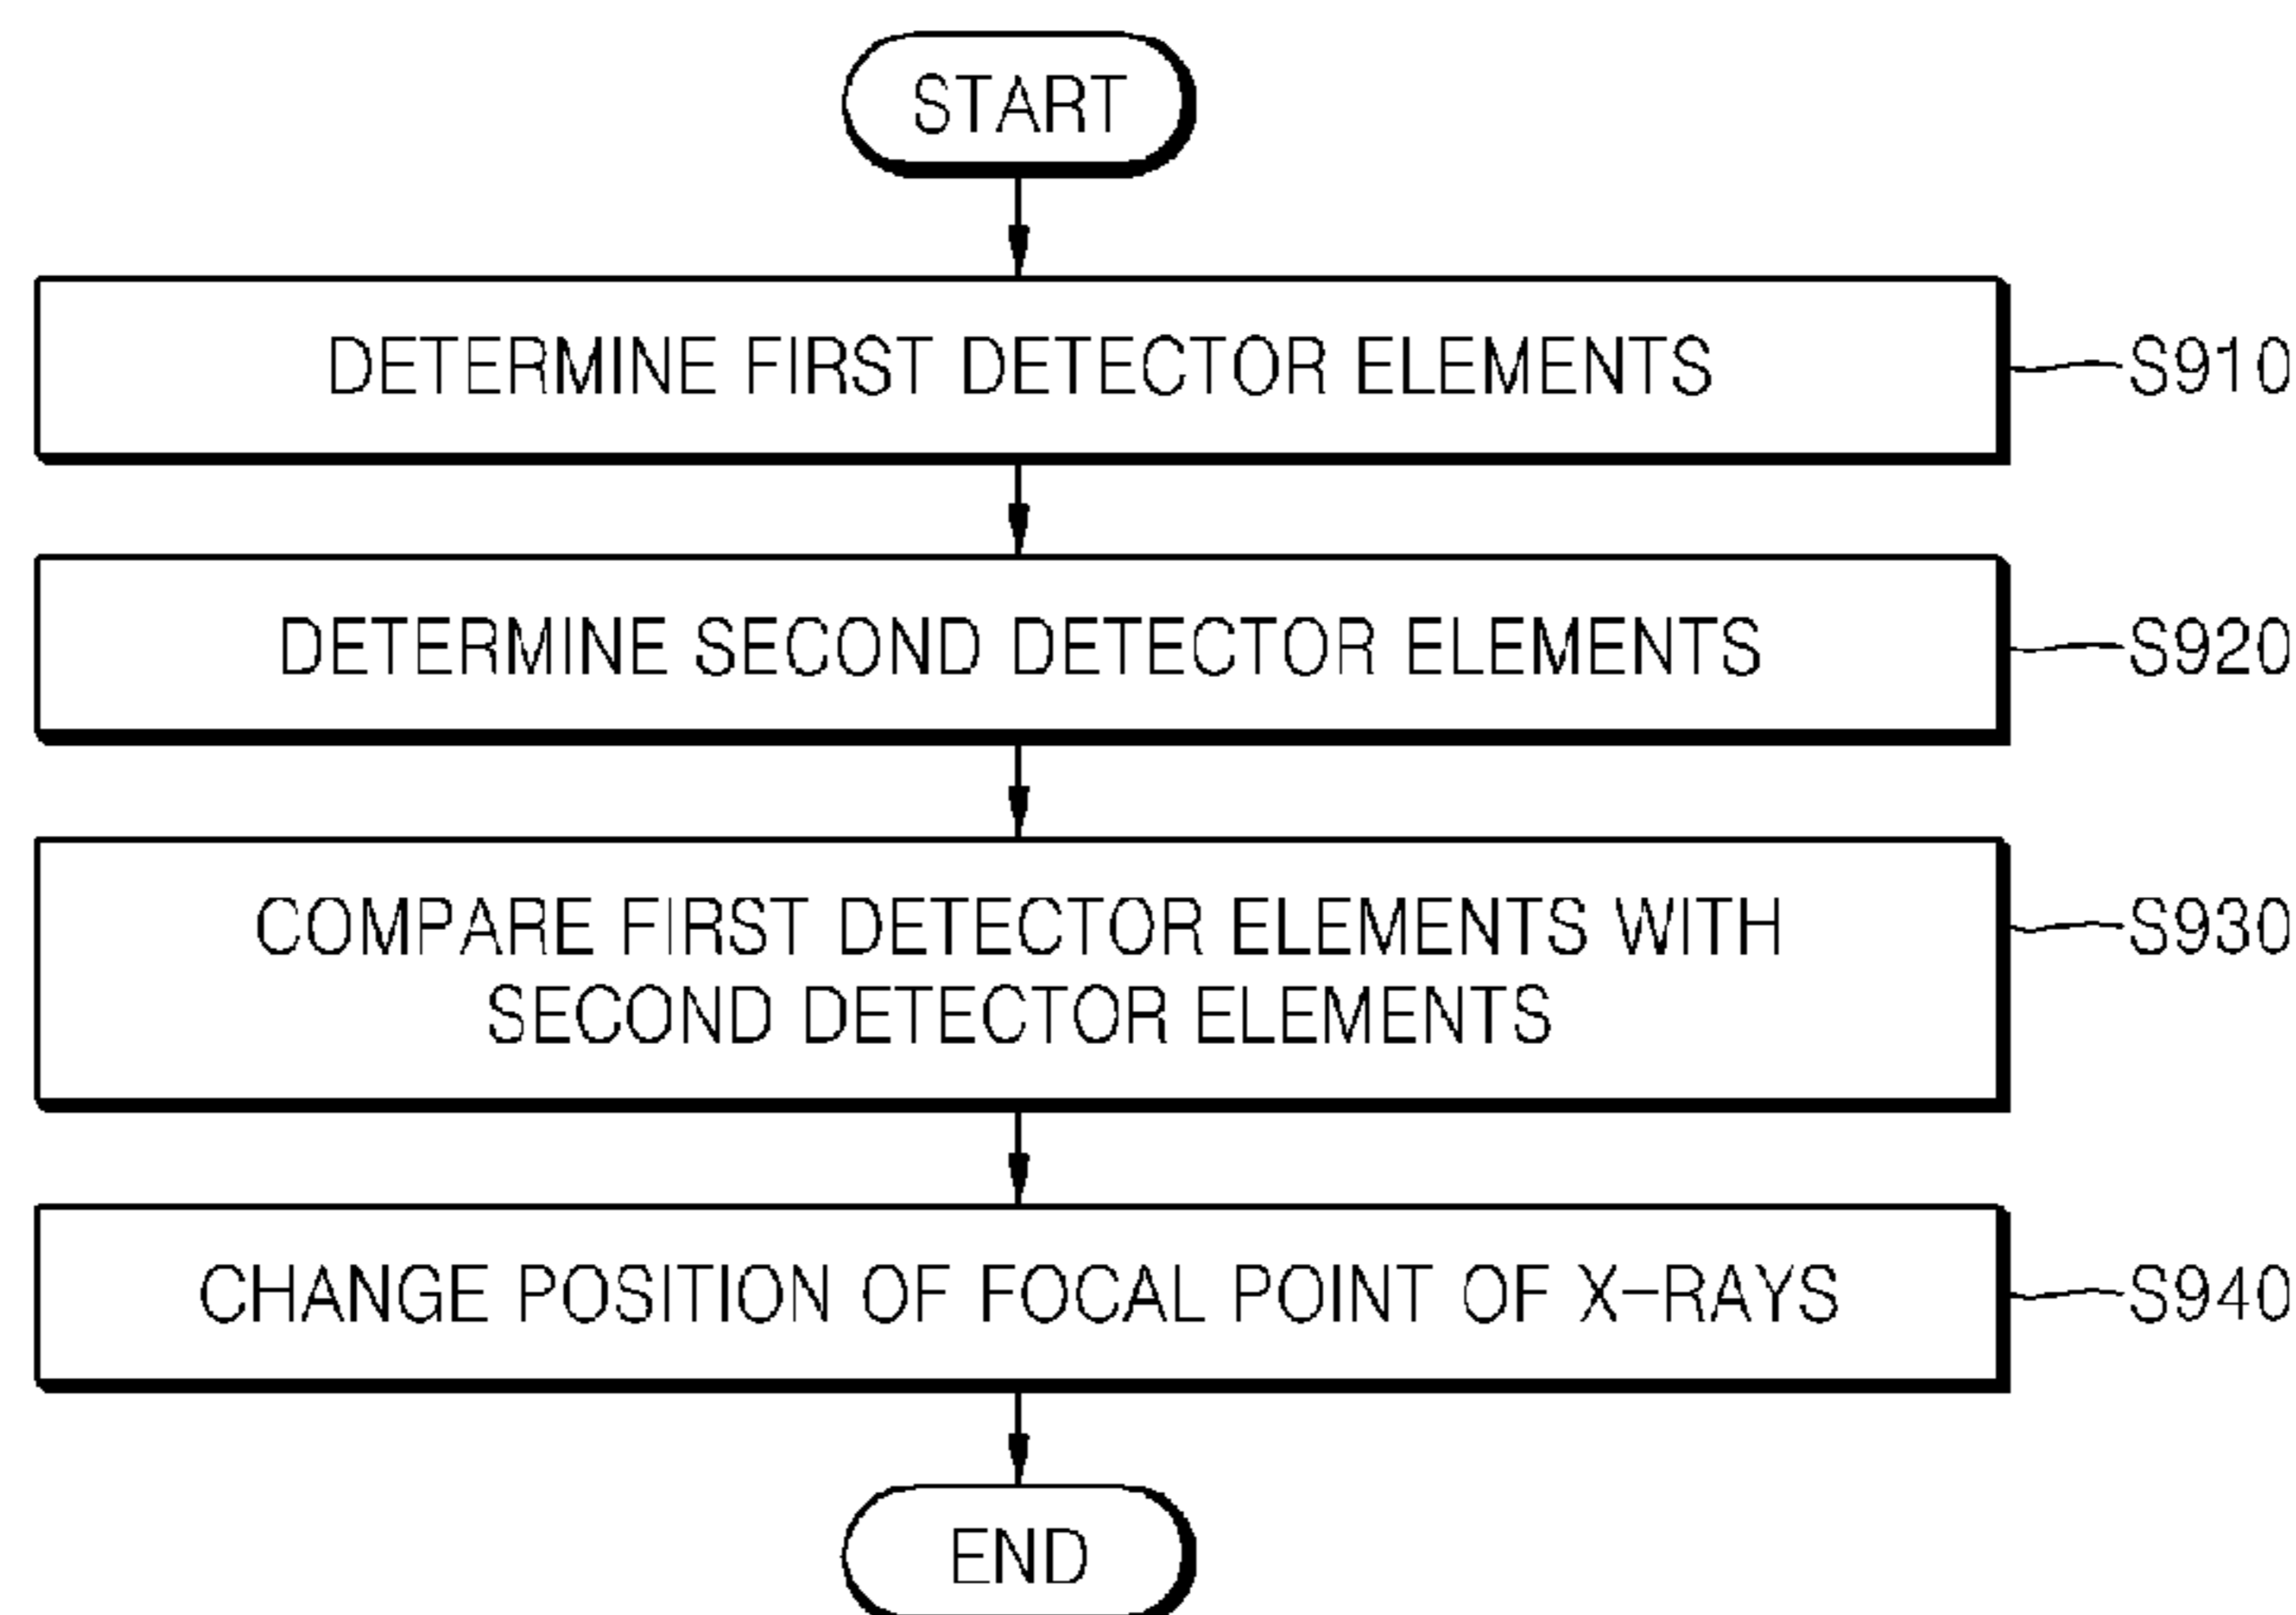 START
DETERMINE FIRST DETECTOR ELEMENTS
S910
DETERMINE SECOND DETECTOR ELEMENTS
S920
COMPARE FIRST DETECTOR ELEMENTS WITH
SECOND DETECTOR ELEMENTS
S930
CHANGE POSITION OF FOCAL POINT OF X-RAYS
S940
END